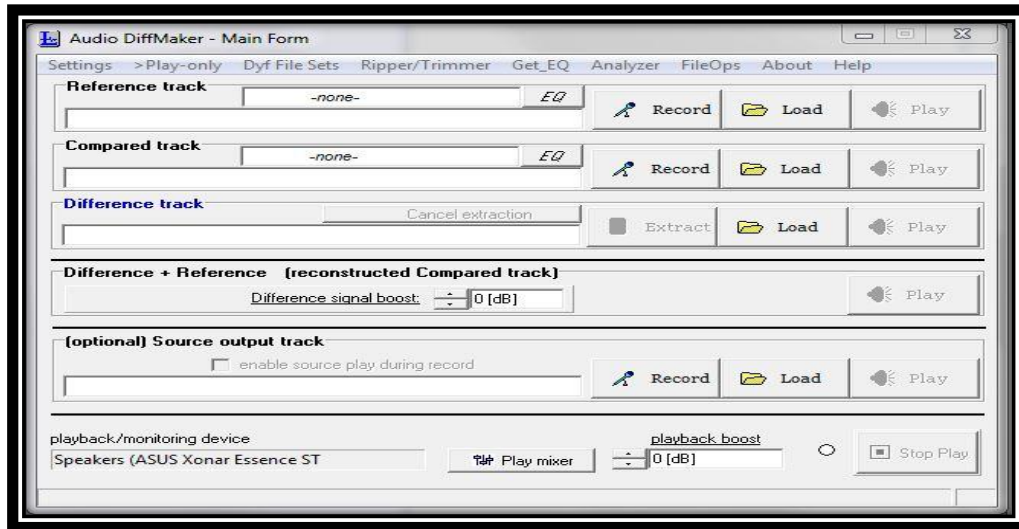 Audio DiffMaker - Main Form
Settings >Play-only Dyf File Sets Ripper/Trimmer Get_EQ Analyzer FileOps About Help
Reference track
-none- EQ
Record Load Play
Compared track
-none- EQ
Record Load Play
Difference track
Cancel extraction
Extract Load Play
Difference + Reference (reconstructed Compared track)
Difference signal boost: 0 [dB]
Play
(optional) Source output track
enable source play during record
Record Load Play
playback/monitoring device
playback boost
Speakers (ASUS Xonar Essence ST
Play mixer
0 [dB]
Stop Play